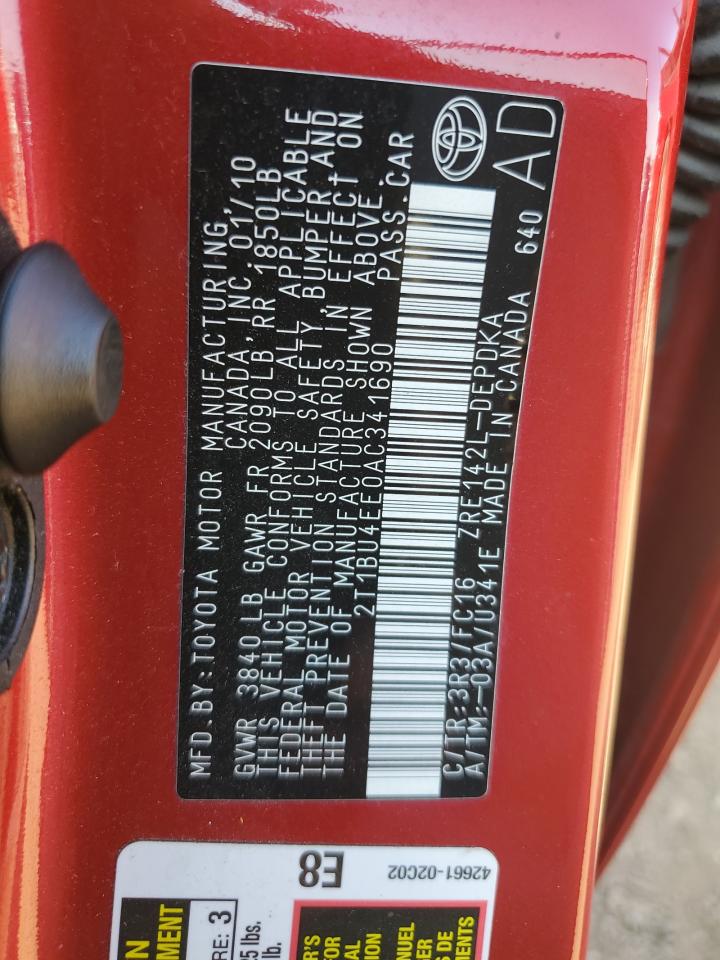 MFD.BY:TOYOTA MOTOR MANUFACTURING,
CANADA,INC. 01/10
GVWR 3840LB GAWR FR 2090LB RR 1850LB
THIS VEHICLE CONFORMS TO ALL APPLICABLE
FEDERAL MOTOR VEHICLE SAFETY, BUMPER,AND
THEFT PREVENTION STANDARDS IN EFFECT ON
THE DATE OF MANUFACTURE SHOWN ABOVE.
2T1BU4EE0AC341690 PASS.CAR
C/TR:3R3/FC16 ZRE142L-DEPDKA
A/TM:-03A/U341E MADE IN CANADA 640
AD
E8
42661-02C02